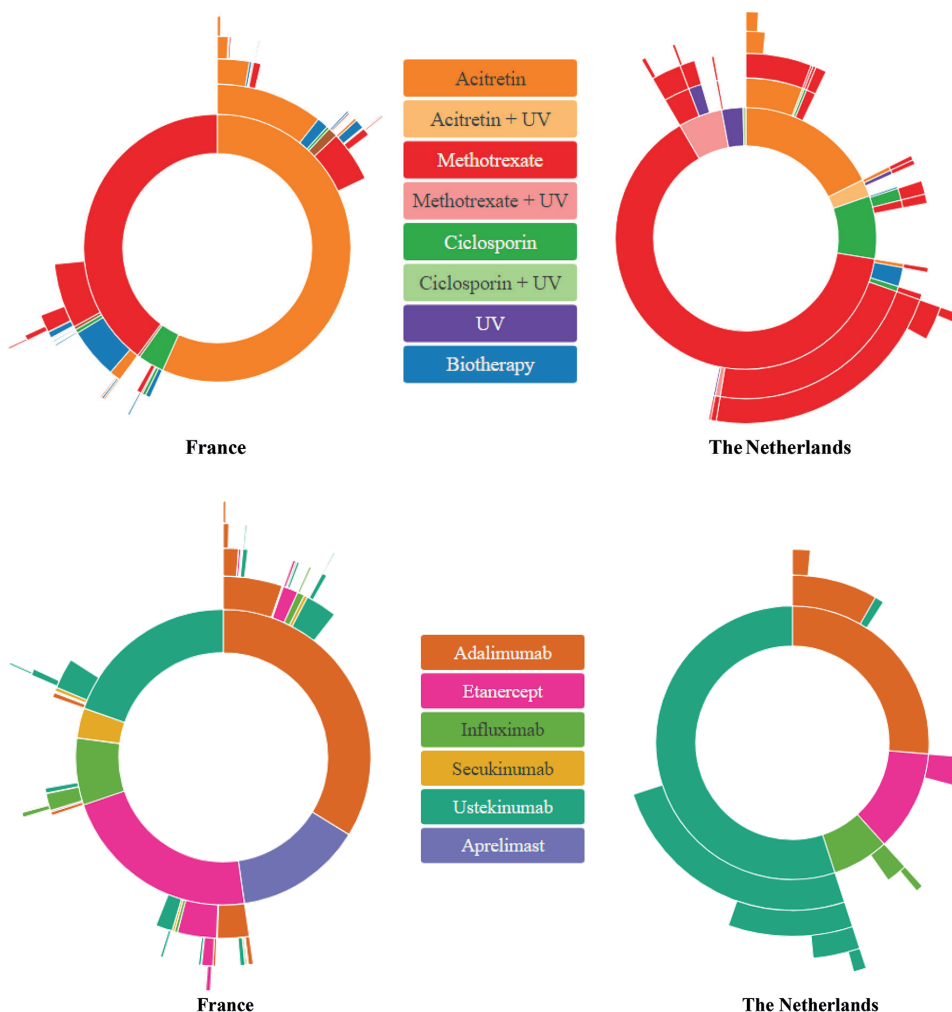 Acitretin
Acitretin + UV
Methotrexate
Methotrexate + UV
Ciclosporin
Ciclosporin + UV
UV
Biotherapy
France
The Netherlands
Adalimumab
Etanercept
Influximab
Secukinumab
Ustekinumab
Aprelimast
France
The Netherlands